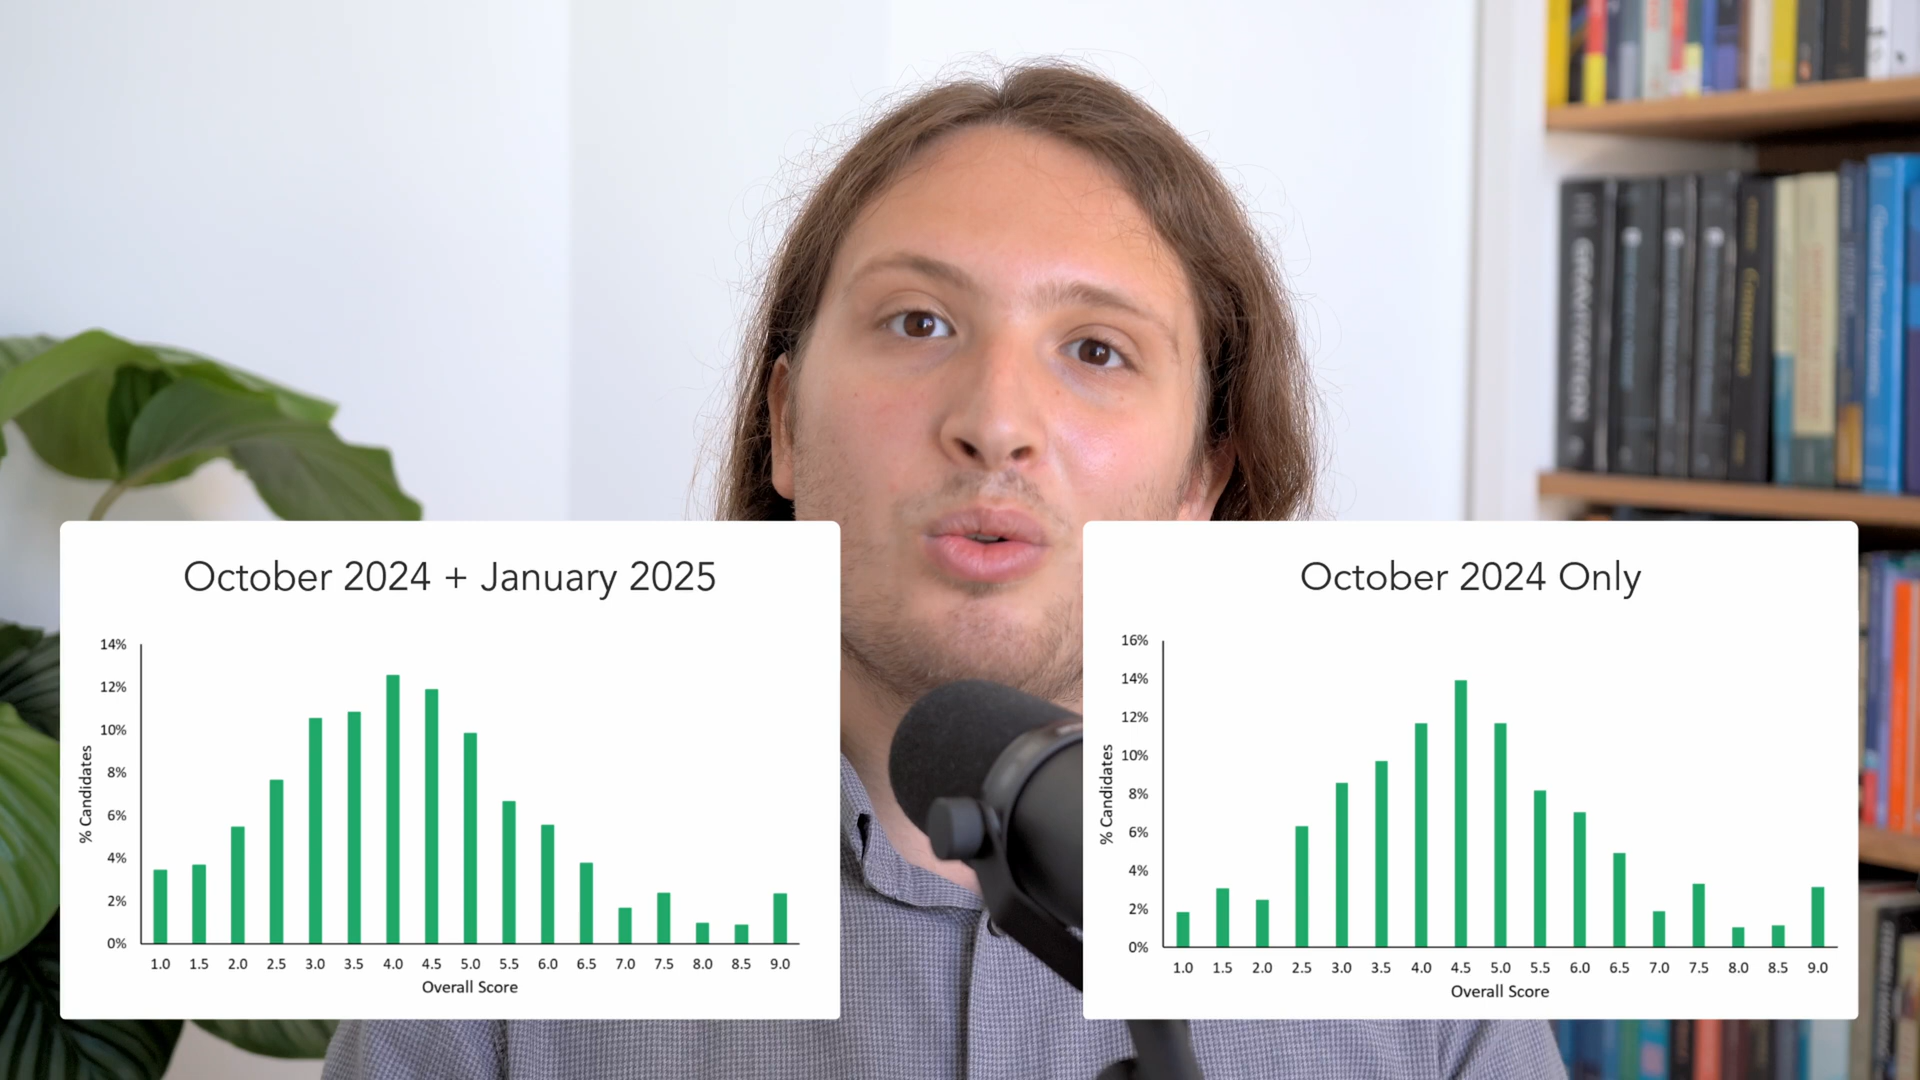 October 2024 + January 2025
14%
12%
10%
8%
6%
4%
2%
0%
% Candidates
1.0 1.5 2.0 2.5 3.0 3.5 4.0 4.5 5.0 5.5 6.0 6.5 7.0 7.5 8.0 8.5 9.0
Overall Score
October 2024 Only
16%
14%
12%
10%
8%
6%
4%
2%
0%
% Candidates
1.0 1.5 2.0 2.5 3.0 3.5 4.0 4.5 5.0 5.5 6.0 6.5 7.0 7.5 8.0 8.5 9.0
Overall Score
GRAVITATION